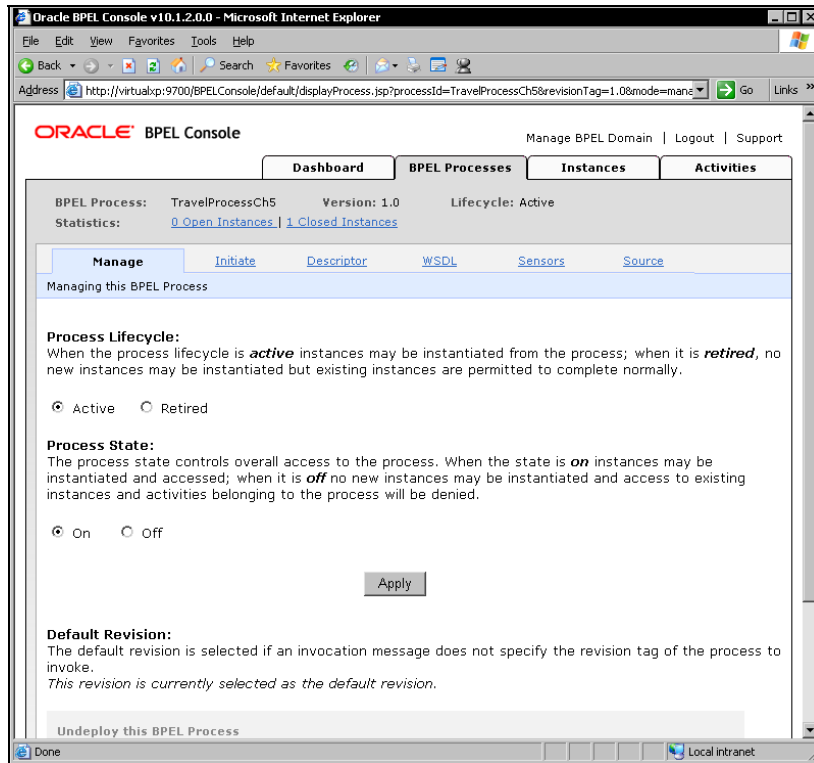 Oracle BPEL Console v10.1.2.0.0 - Microsoft Internet Explorer
File Edit View Favorites Tools Help
Back Search Favorites
Address http://virtualxp:9700/BPELConsole/default/displayProcess.jsp?processId=TravelProcessCh5&revisionTag=1.0&mode=mana Go Links »
ORACLE BPEL Console
Manage BPEL Domain | Logout | Support
Dashboard BPEL Processes Instances Activities
BPEL Process: TravelProcessCh5 Version: 1.0 Lifecycle: Active
Statistics: 0 Open Instances | 1 Closed Instances
Manage Initiate Descriptor WSDL Sensors Source
Managing this BPEL Process
Process Lifecycle:
When the process lifecycle is active instances may be instantiated from the process; when it is retired, no
new instances may be instantiated but existing instances are permitted to complete normally.
Active Retired
Process State:
The process state controls overall access to the process. When the state is on instances may be
instantiated and accessed; when it is off no new instances may be instantiated and access to existing
instances and activities belonging to the process will be denied.
On Off
Apply
Default Revision:
The default revision is selected if an invocation message does not specify the revision tag of the process to
invoke.
This revision is currently selected as the default revision.
Undeploy this BPEL Process
Done Local intranet